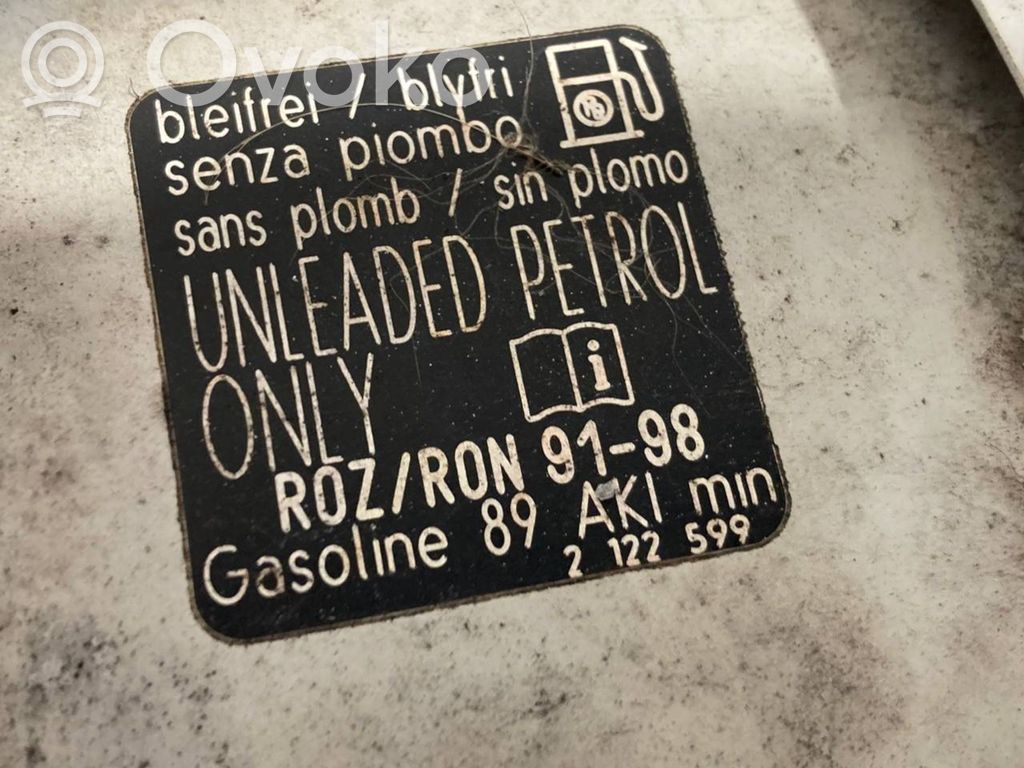 Ovoko
bleifrei / blyfri
senza piombo
sans plomb / sin plomo
UNLEADED PETROL
ONLY
ROZ/RON 91-98
Gasoline 89 AKI min
2 122 599